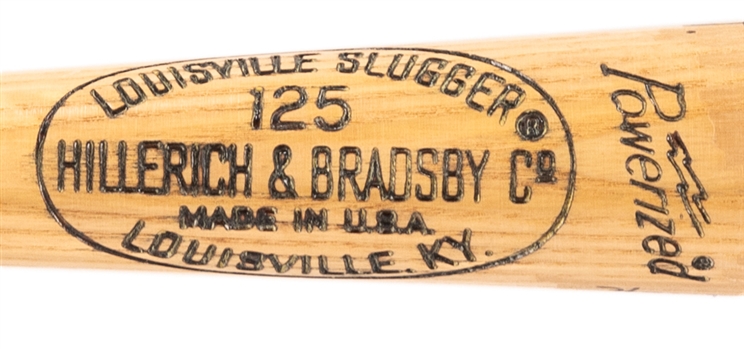 LOUISVILLE SLUGGER®
125
HILLERICH & BRADSBY Cº
MADE IN U.S.A.
LOUISVILLE. KY.
Powerized®